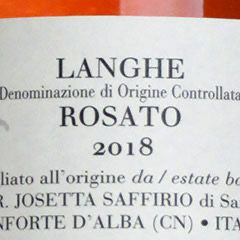 LANGHE
Denominazione di Origine Controllata
ROSATO
2018
liato all'origine da / estate bo
R. JOSETTA SAFFIRIO di Sa
NFORTE D'ALBA (CN) • ITA